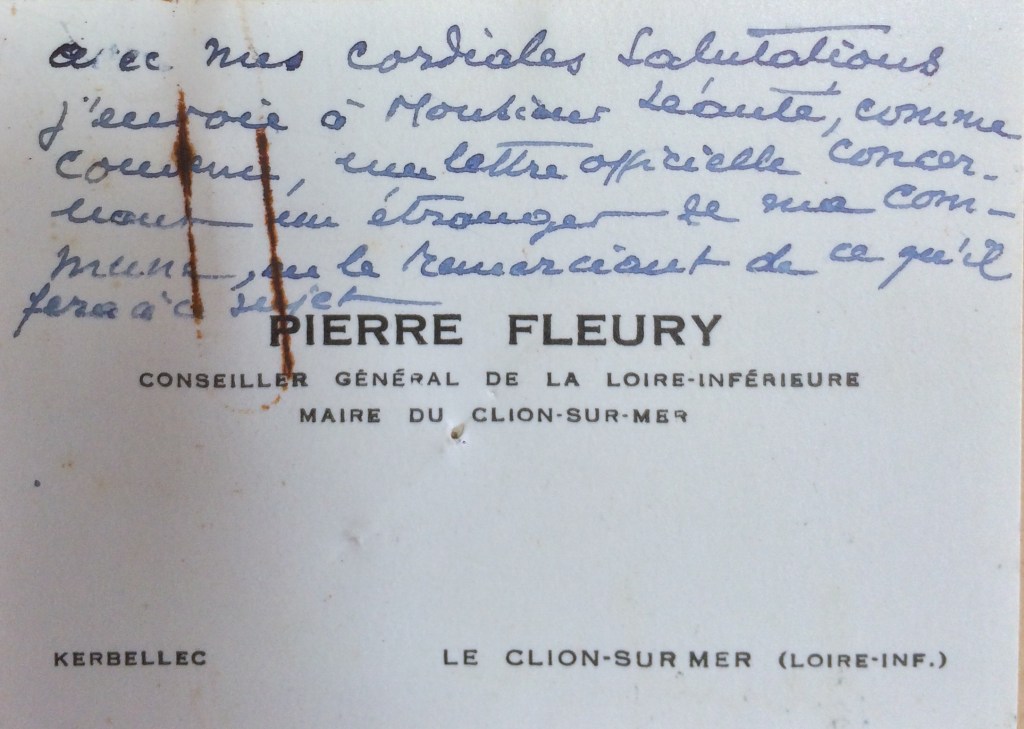 avec mes cordiales salutations
j'envoie à Monsieur, comme
convenu, une lettre officielle concer-
nant un étranger de ma com-
mune, en le remerciant de ce qu'il
fera à ce sujet
PIERRE FLEURY
CONSEILLER GÉNÉRAL DE LA LOIRE-INFÉRIEURE
MAIRE DU CLION-SUR-MER
KERBELLEC
LE CLION-SUR MER (LOIRE-INF.)